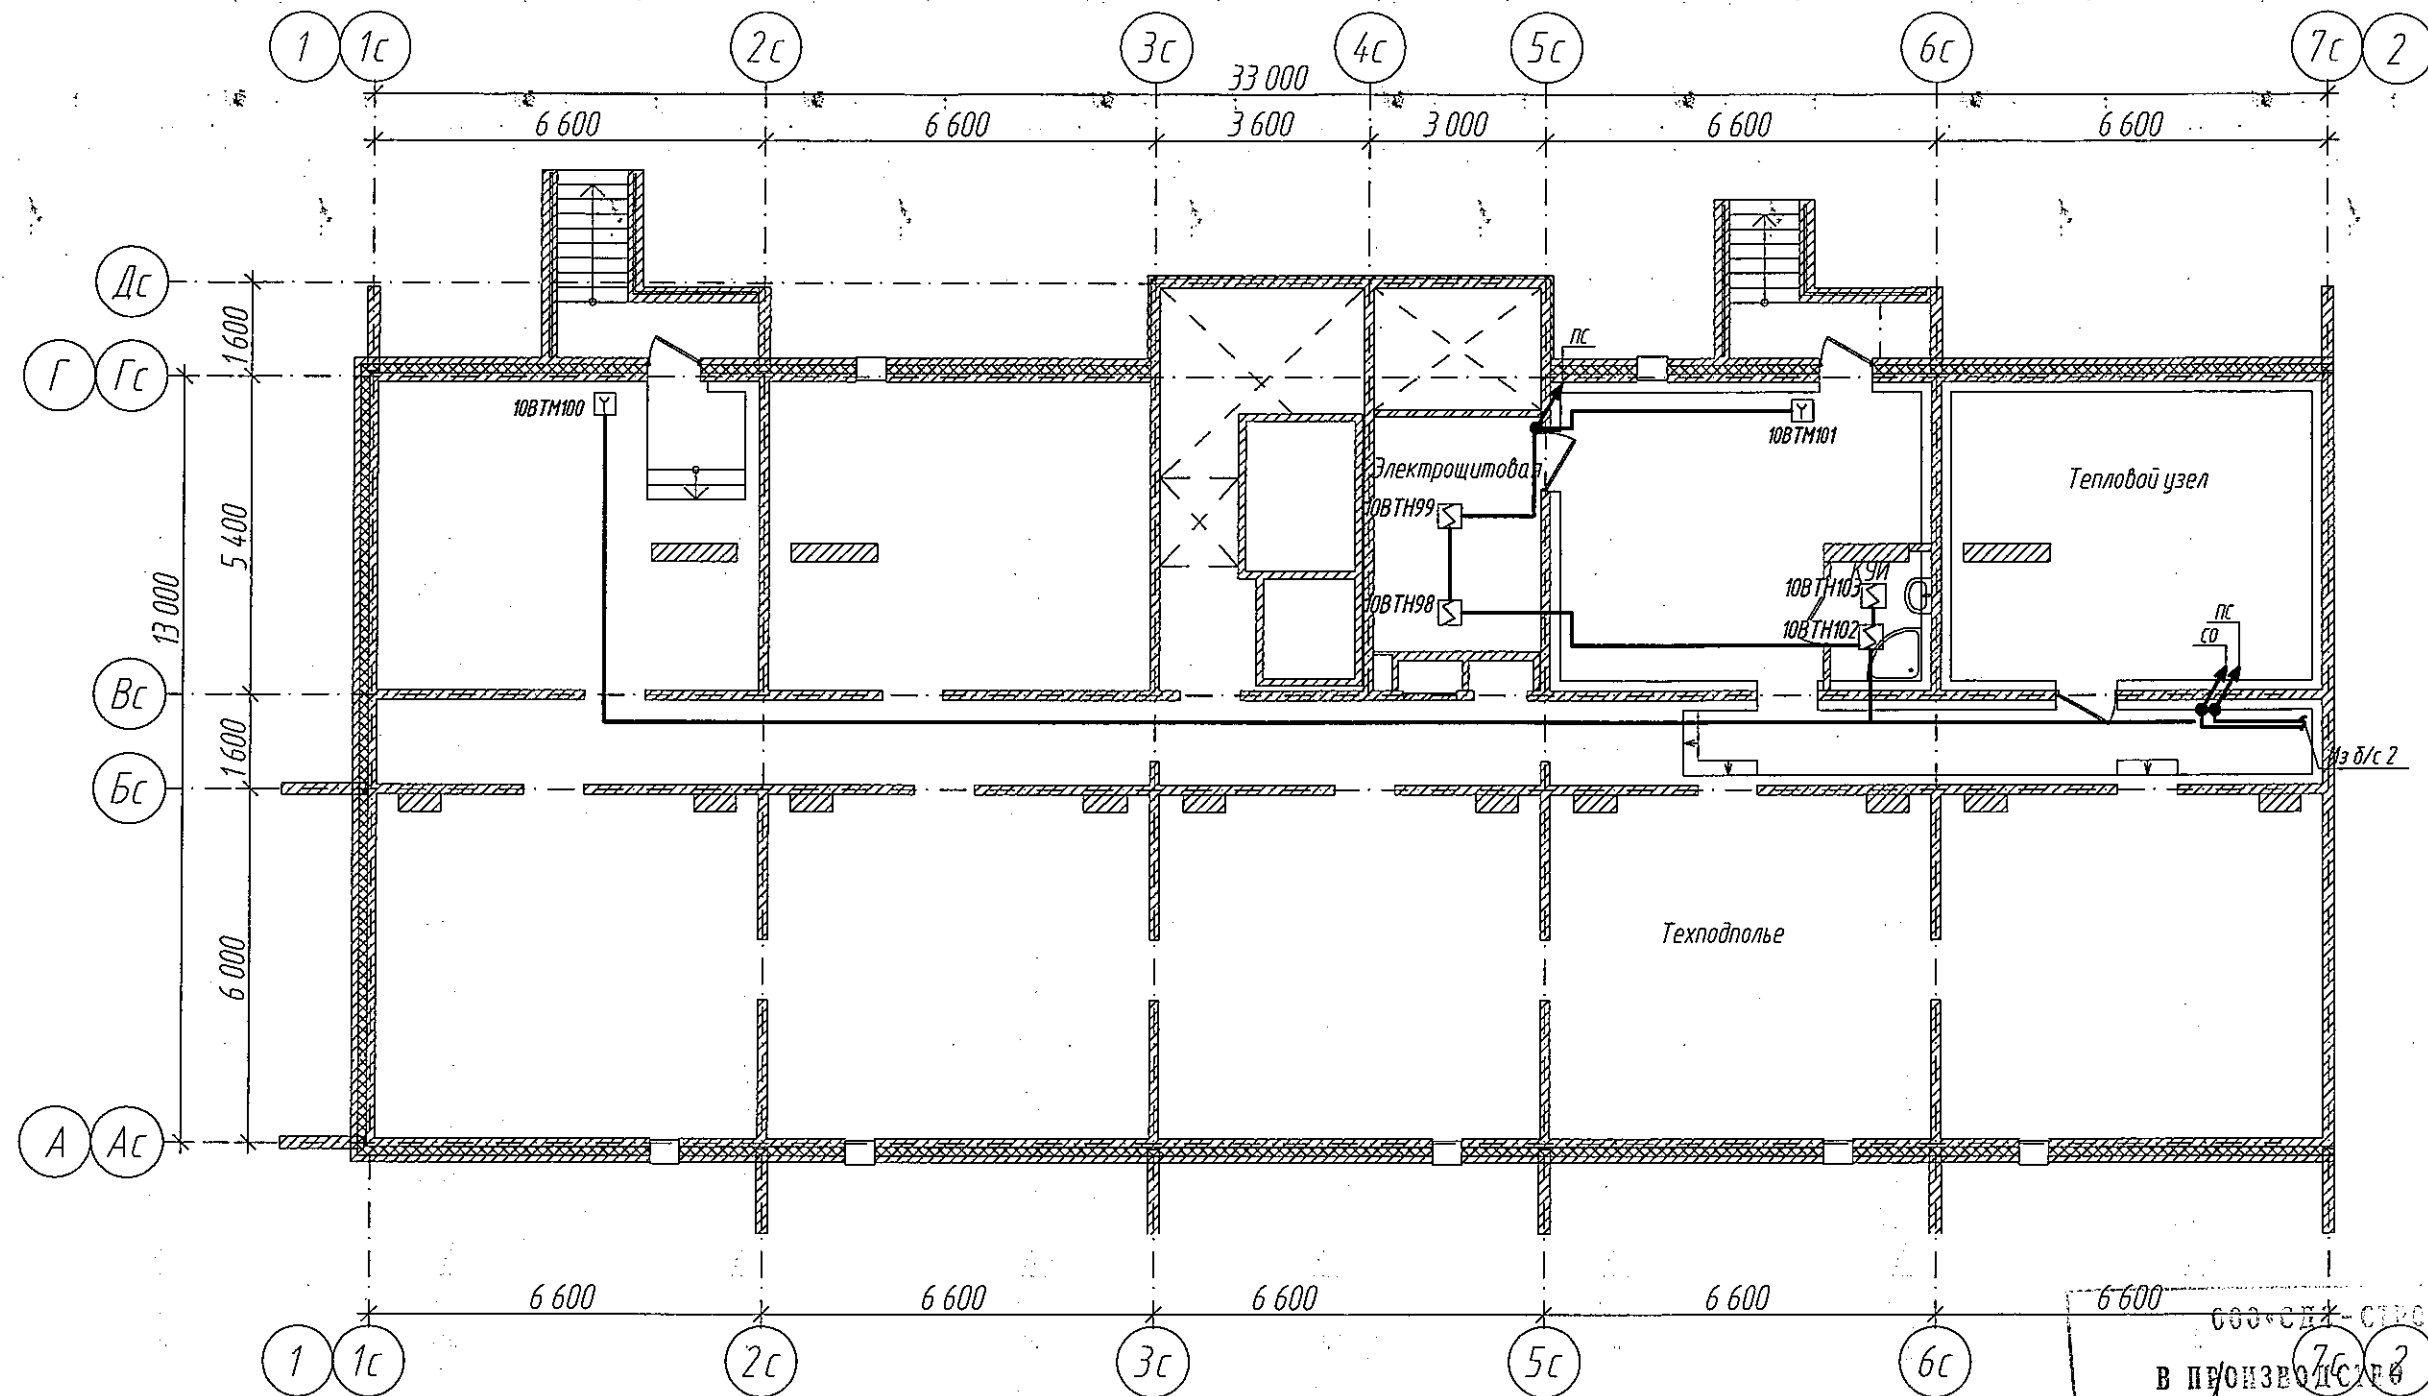 1 1с 2с 3с 4с 5с 6с 7с 2
33 000
6 600 6 600 3 600 3 000 6 600 6 600
Дс
1600
пс
Г Гс
10ВТМ100
10ВТМ101
Электрощитовая
Тепловой узел
10ВТН99
5 400
13 000
УИ
10ВТН103
10ВТН98
10ВТН102
пс
со
Вс
1600
Из б/с 2
Бс
Техподполье
6 000
А Ас
6 600 6 600 6 600 6 600 6 600
1 1с 2с 3с 5с 6с 7с 2
В ПРОИЗВОДСТВО